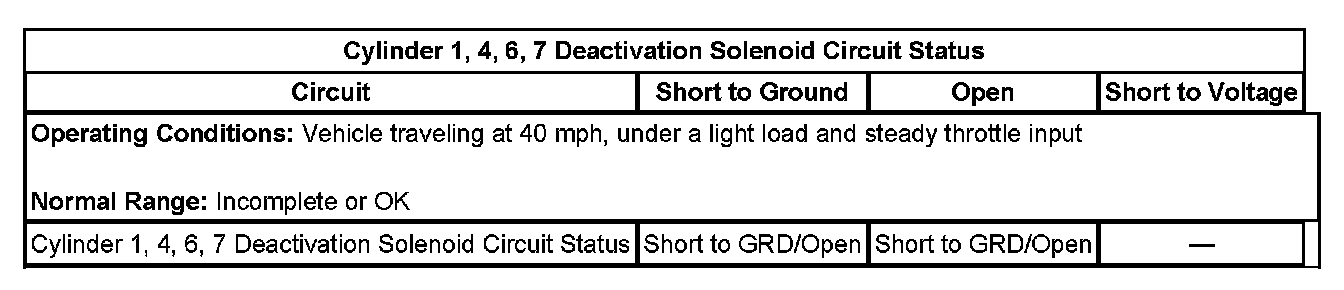 Cylinder 1, 4, 6, 7 Deactivation Solenoid Circuit Status
Circuit Short to Ground Open Short to Voltage
Operating Conditions: Vehicle traveling at 40 mph, under a light load and steady throttle input
Normal Range: Incomplete or OK
Cylinder 1, 4, 6, 7 Deactivation Solenoid Circuit Status Short to GRD/Open Short to GRD/Open —